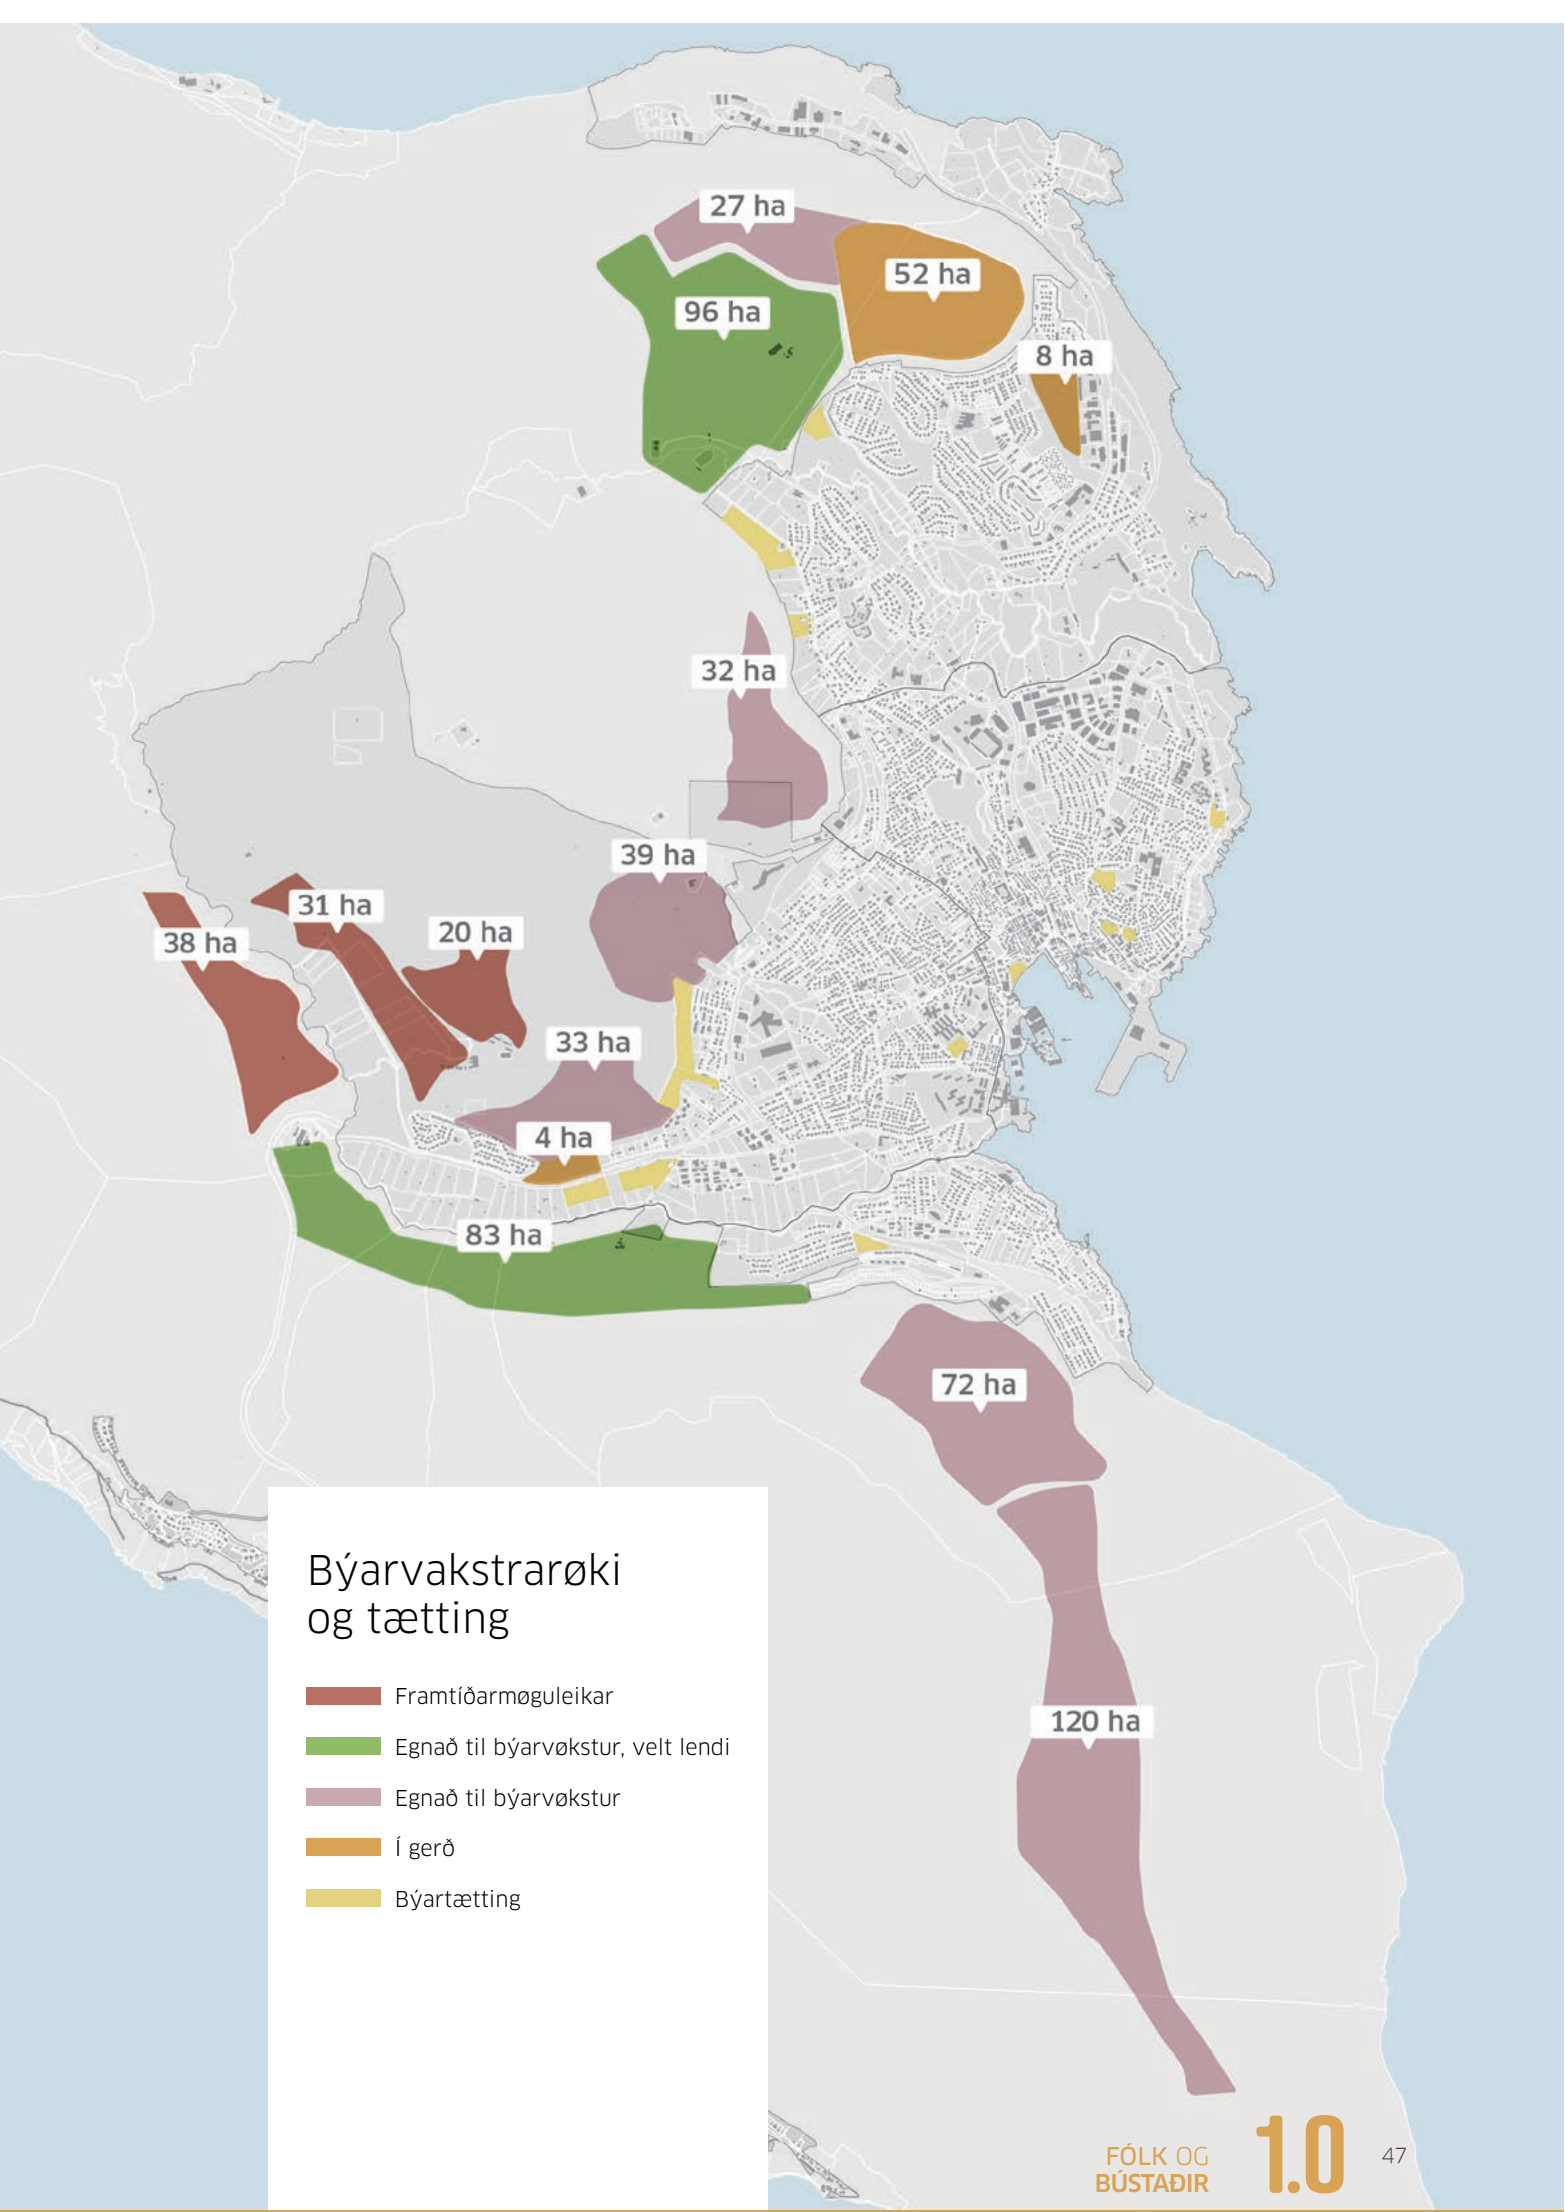 27 ha
52 ha
96 ha
8 ha
32 ha
39 ha
31 ha
20 ha
38 ha
33 ha
4 ha
83 ha
72 ha
120 ha
Býarvakstrarøki
og tætting
Framtíðarmøguleikar
Egnað til býarvøkstur, velt lendi
Egnað til býarvøkstur
Í gerð
Býartætting
FÓLK OG
BÚSTAÐIR
1.0
47